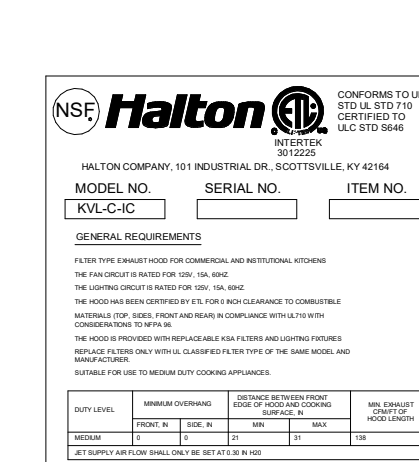 NSF Halton ETL
CONFORMS TO
STD UL STD 710
CERTIFIED TO
ULC STD S646
INTERTEK
3012225
HALTON COMPANY, 101 INDUSTRIAL DR., SCOTTSVILLE, KY 42164
MODEL NO. SERIAL NO. ITEM NO.
KVL-C-IC
GENERAL REQUIREMENTS
FILTER TYPE EXHAUST HOOD FOR COMMERCIAL AND INSTITUTIONAL KITCHENS
THE FAN CIRCUIT IS RATED FOR 125V, 15A, 60HZ.
THE LIGHTING CIRCUIT IS RATED FOR 125V, 15A, 60HZ.
THE HOOD HAS BEEN CERTIFIED BY ETL FOR 0 INCH CLEARANCE TO COMBUSTIBLE
MATERIALS (TOP, SIDES, FRONT AND REAR) IN COMPLIANCE WITH UL710 WITH
CONSIDERATIONS TO NFPA 96.
THE HOOD IS PROVIDED WITH REPLACEABLE KSA FILTERS AND LIGHTING FIXTURES
REPLACE FILTERS ONLY WITH UL CLASSIFIED FILTER TYPE OF THE SAME MODEL AND
MANUFACTURER.
SUITABLE FOR USE TO MEDIUM DUTY COOKING APPLIANCES.
DUTY LEVEL
MINIMUM OVERHANG
FRONT, IN SIDE, IN
DISTANCE BETWEEN FRONT
EDGE OF HOOD AND COOKING
SURFACE, IN
MIN MAX
MIN. EXHAUST
CFM/FT OF
HOOD LENGTH
MEDIUM 0 0 21 31 138
JET SUPPLY AIR FLOW SHALL ONLY BE SET AT 0.30 IN H20